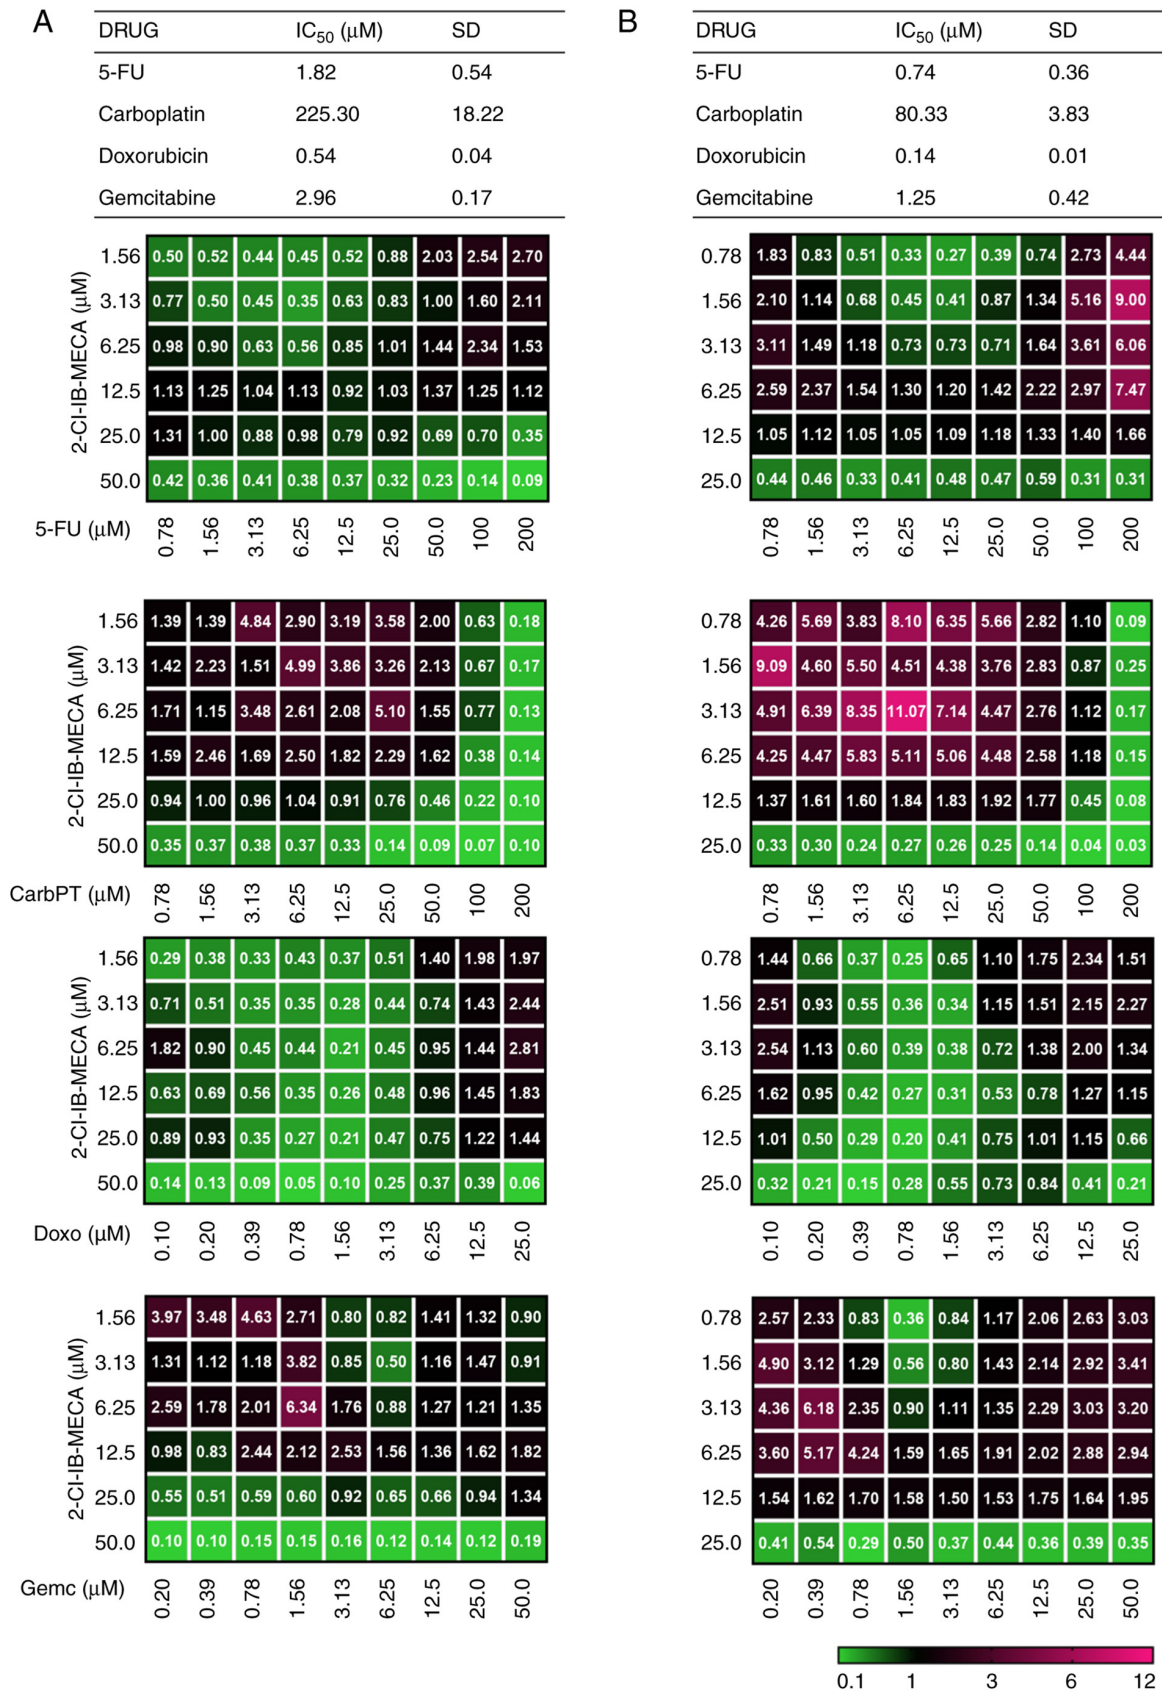 A
DRUG IC50 (μM) SD
5-FU 1.82 0.54
Carboplatin 225.30 18.22
Doxorubicin 0.54 0.04
Gemcitabine 2.96 0.17
2-Cl-IB-MECA (μM)
1.56 0.50 0.52 0.44 0.45 0.52 0.88 2.03 2.54 2.70
3.13 0.77 0.50 0.45 0.35 0.63 0.83 1.00 1.60 2.11
6.25 0.98 0.90 0.63 0.56 0.85 1.01 1.44 2.34 1.53
12.5 1.13 1.25 1.04 1.13 0.92 1.03 1.37 1.25 1.12
25.0 1.31 1.00 0.88 0.98 0.79 0.92 0.69 0.70 0.35
50.0 0.42 0.36 0.41 0.38 0.37 0.32 0.23 0.14 0.09
5-FU (μM) 0.78 1.56 3.13 6.25 12.5 25.0 50.0 100 200
2-Cl-IB-MECA (μM)
1.56 1.39 1.39 4.84 2.90 3.19 3.58 2.00 0.63 0.18
3.13 1.42 2.23 1.51 4.99 3.86 3.26 2.13 0.67 0.17
6.25 1.71 1.15 3.48 2.61 2.08 5.10 1.55 0.77 0.13
12.5 1.59 2.46 1.69 2.50 1.82 2.29 1.62 0.38 0.14
25.0 0.94 1.00 0.96 1.04 0.91 0.76 0.46 0.22 0.10
50.0 0.35 0.37 0.38 0.37 0.33 0.14 0.09 0.07 0.10
CarbPT (μM) 0.78 1.56 3.13 6.25 12.5 25.0 50.0 100 200
2-Cl-IB-MECA (μM)
1.56 0.29 0.38 0.33 0.43 0.37 0.51 1.40 1.98 1.97
3.13 0.71 0.51 0.35 0.35 0.28 0.44 0.74 1.43 2.44
6.25 1.82 0.90 0.45 0.44 0.21 0.45 0.95 1.44 2.81
12.5 0.63 0.69 0.56 0.35 0.26 0.48 0.96 1.45 1.83
25.0 0.89 0.93 0.35 0.27 0.21 0.47 0.75 1.22 1.44
50.0 0.14 0.13 0.09 0.05 0.10 0.25 0.37 0.39 0.06
Doxo (μM) 0.10 0.20 0.39 0.78 1.56 3.13 6.25 12.5 25.0
2-Cl-IB-MECA (μM)
1.56 3.97 3.48 4.63 2.71 0.80 0.82 1.41 1.32 0.90
3.13 1.31 1.12 1.18 3.82 0.85 0.50 1.16 1.47 0.91
6.25 2.59 1.78 2.01 6.34 1.76 0.88 1.27 1.21 1.35
12.5 0.98 0.83 2.44 2.12 2.53 1.56 1.36 1.62 1.82
25.0 0.55 0.51 0.59 0.60 0.92 0.65 0.66 0.94 1.34
50.0 0.10 0.10 0.15 0.15 0.16 0.12 0.14 0.12 0.19
Gemc (μM) 0.20 0.39 0.78 1.56 3.13 6.25 12.5 25.0 50.0
B
DRUG IC50 (μM) SD
5-FU 0.74 0.36
Carboplatin 80.33 3.83
Doxorubicin 0.14 0.01
Gemcitabine 1.25 0.42
0.78 1.83 0.83 0.51 0.33 0.27 0.39 0.74 2.73 4.44
1.56 2.10 1.14 0.68 0.45 0.41 0.87 1.34 5.16 9.00
3.13 3.11 1.49 1.18 0.73 0.73 0.71 1.64 3.61 6.06
6.25 2.59 2.37 1.54 1.30 1.20 1.42 2.22 2.97 7.47
12.5 1.05 1.12 1.05 1.05 1.09 1.18 1.33 1.40 1.66
25.0 0.44 0.46 0.33 0.41 0.48 0.47 0.59 0.31 0.31
0.78 1.56 3.13 6.25 12.5 25.0 50.0 100 200
0.78 4.26 5.69 3.83 8.10 6.35 5.66 2.82 1.10 0.09
1.56 9.09 4.60 5.50 4.51 4.38 3.76 2.83 0.87 0.25
3.13 4.91 6.39 8.35 11.07 7.14 4.47 2.76 1.12 0.17
6.25 4.25 4.47 5.83 5.11 5.06 4.48 2.58 1.18 0.15
12.5 1.37 1.61 1.60 1.84 1.83 1.92 1.77 0.45 0.08
25.0 0.33 0.30 0.24 0.27 0.26 0.25 0.14 0.04 0.03
0.78 1.56 3.13 6.25 12.5 25.0 50.0 100 200
0.78 1.44 0.66 0.37 0.25 0.65 1.10 1.75 2.34 1.51
1.56 2.51 0.93 0.55 0.36 0.34 1.15 1.51 2.15 2.27
3.13 2.54 1.13 0.60 0.39 0.38 0.72 1.38 2.00 1.34
6.25 1.62 0.95 0.42 0.27 0.31 0.53 0.78 1.27 1.15
12.5 1.01 0.50 0.29 0.20 0.41 0.75 1.01 1.15 0.66
25.0 0.32 0.21 0.15 0.28 0.55 0.73 0.84 0.41 0.21
0.10 0.20 0.39 0.78 1.56 3.13 6.25 12.5 25.0
0.78 2.57 2.33 0.83 0.36 0.84 1.17 2.06 2.63 3.03
1.56 4.90 3.12 1.29 0.56 0.80 1.43 2.14 2.92 3.41
3.13 4.36 6.18 2.35 0.90 1.11 1.35 2.29 3.03 3.20
6.25 3.60 5.17 4.24 1.59 1.65 1.91 2.02 2.88 2.94
12.5 1.54 1.62 1.70 1.58 1.50 1.53 1.75 1.64 1.95
25.0 0.41 0.54 0.29 0.50 0.37 0.44 0.36 0.39 0.35
0.20 0.39 0.78 1.56 3.13 6.25 12.5 25.0 50.0
0.1 1 3 6 12